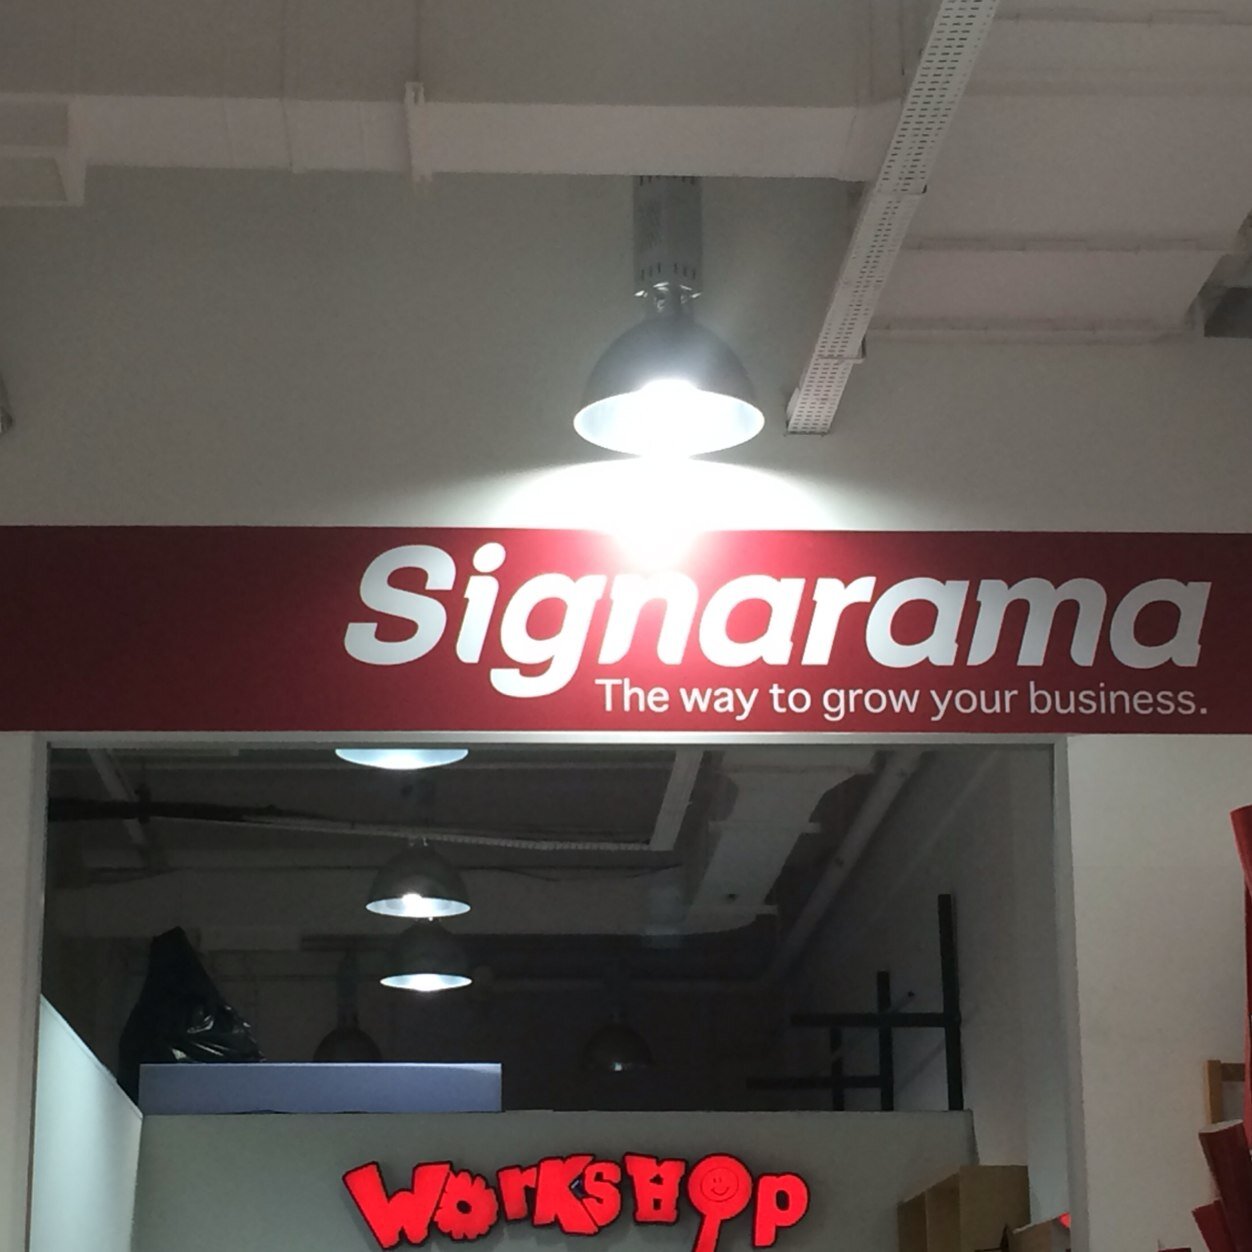 Signarama
The way to grow your business.
WORKSHOP